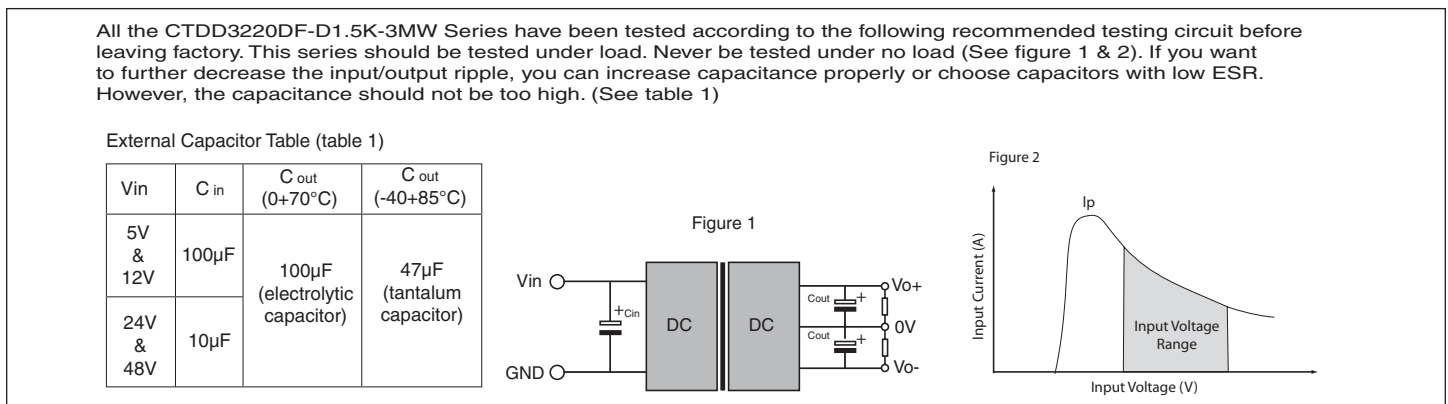 All the CTDD3220DF-D1.5K-3MW Series have been tested according to the following recommended testing circuit before
leaving factory. This series should be tested under load. Never be tested under no load (See figure 1 & 2). If you want
to further decrease the input/output ripple, you can increase capacitance properly or choose capacitors with low ESR.
However, the capacitance should not be too high. (See table 1)
External Capacitor Table (table 1)
Vin
C in
C out
(0+70°C)
C out
(-40+85°C)
5V
&
12V
100µF
24V
&
48V
10µF
100µF
(electrolytic
capacitor)
47µF
(tantalum
capacitor)
Figure 1
Vin
GND
+Cin
DC
DC
Cout +
Cout +
Vo+
0V
Vo-
Figure 2
Input Current (A)
Ip
Input Voltage
Range
Input Voltage (V)